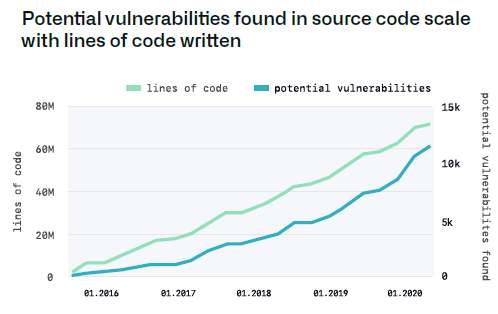 Potential vulnerabilities found in source code scale
with lines of code written
lines of code
potential vulnerabilities
80M
60M
40M
20M
0
lines of code
15k
10k
5k
0
potential vulnerabilites found
01.2016
01.2017
01.2018
01.2019
01.2020